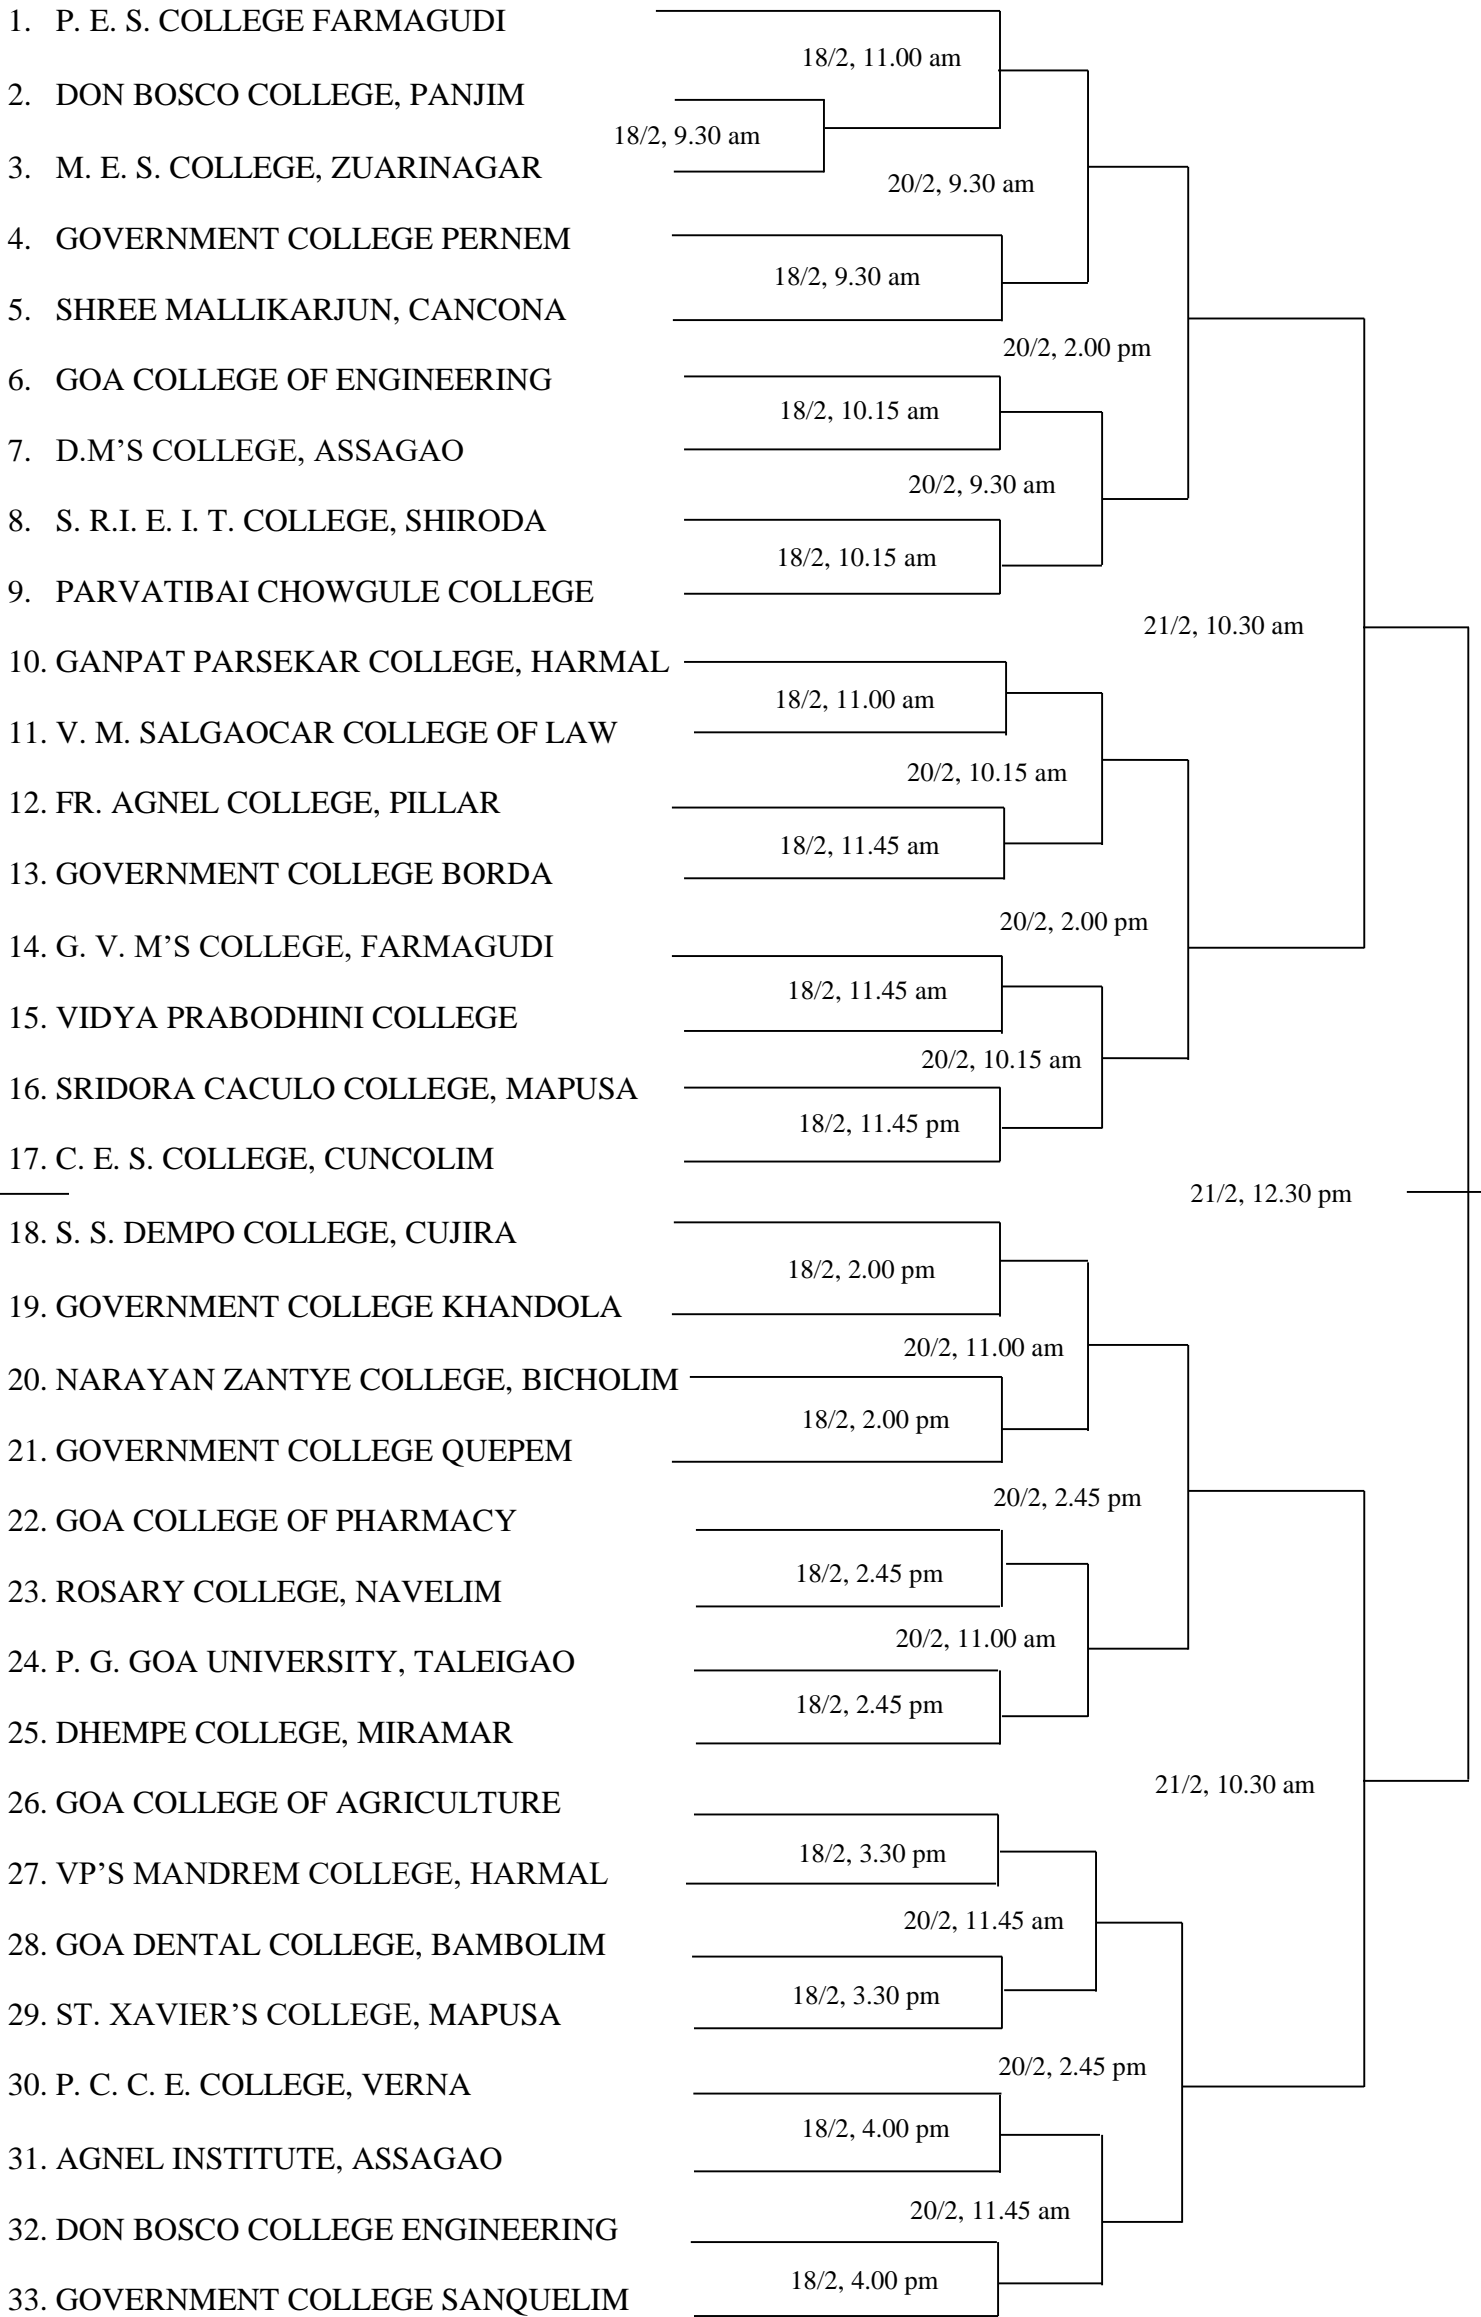 1. P. E. S. COLLEGE FARMAGUDI
18/2, 11.00 am
2. DON BOSCO COLLEGE, PANJIM
18/2, 9.30 am
3. M. E. S. COLLEGE, ZUARINAGAR
20/2, 9.30 am
4. GOVERNMENT COLLEGE PERNEM
18/2, 9.30 am
5. SHREE MALLIKARJUN, CANCONA
20/2, 2.00 pm
6. GOA COLLEGE OF ENGINEERING
18/2, 10.15 am
7. D.M’S COLLEGE, ASSAGAO
20/2, 9.30 am
8. S. R.I. E. I. T. COLLEGE, SHIRODA
18/2, 10.15 am
9. PARVATIBAI CHOWGULE COLLEGE
21/2, 10.30 am
10. GANPAT PARSEKAR COLLEGE, HARMAL
18/2, 11.00 am
11. V. M. SALGAOCAR COLLEGE OF LAW
20/2, 10.15 am
12. FR. AGNEL COLLEGE, PILLAR
18/2, 11.45 am
13. GOVERNMENT COLLEGE BORDA
20/2, 2.00 pm
14. G. V. M’S COLLEGE, FARMAGUDI
18/2, 11.45 am
15. VIDYA PRABODHINI COLLEGE
20/2, 10.15 am
16. SRIDORA CACULO COLLEGE, MAPUSA
18/2, 11.45 pm
17. C. E. S. COLLEGE, CUNCOLIM
21/2, 12.30 pm
18. S. S. DEMPO COLLEGE, CUJIRA
18/2, 2.00 pm
19. GOVERNMENT COLLEGE KHANDOLA
20/2, 11.00 am
20. NARAYAN ZANTYE COLLEGE, BICHOLIM
18/2, 2.00 pm
21. GOVERNMENT COLLEGE QUEPEM
20/2, 2.45 pm
22. GOA COLLEGE OF PHARMACY
18/2, 2.45 pm
23. ROSARY COLLEGE, NAVELIM
20/2, 11.00 am
24. P. G. GOA UNIVERSITY, TALEIGAO
18/2, 2.45 pm
25. DHEMPE COLLEGE, MIRAMAR
21/2, 10.30 am
26. GOA COLLEGE OF AGRICULTURE
18/2, 3.30 pm
27. VP’S MANDREM COLLEGE, HARMAL
20/2, 11.45 am
28. GOA DENTAL COLLEGE, BAMBOLIM
18/2, 3.30 pm
29. ST. XAVIER’S COLLEGE, MAPUSA
20/2, 2.45 pm
30. P. C. C. E. COLLEGE, VERNA
18/2, 4.00 pm
31. AGNEL INSTITUTE, ASSAGAO
20/2, 11.45 am
32. DON BOSCO COLLEGE ENGINEERING
18/2, 4.00 pm
33. GOVERNMENT COLLEGE SANQUELIM